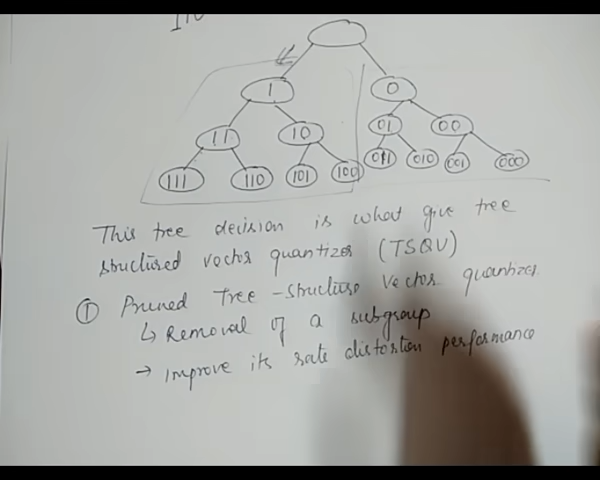 1 0
11 10 01 00
111 110 101 100 011 010 001 000
This tree decision is what give tree
structured vector quantizer (TSQV)
① Pruned Tree-structure vector quantizer
↳ Removal of a subgroup
→ improve its rate distortion performance